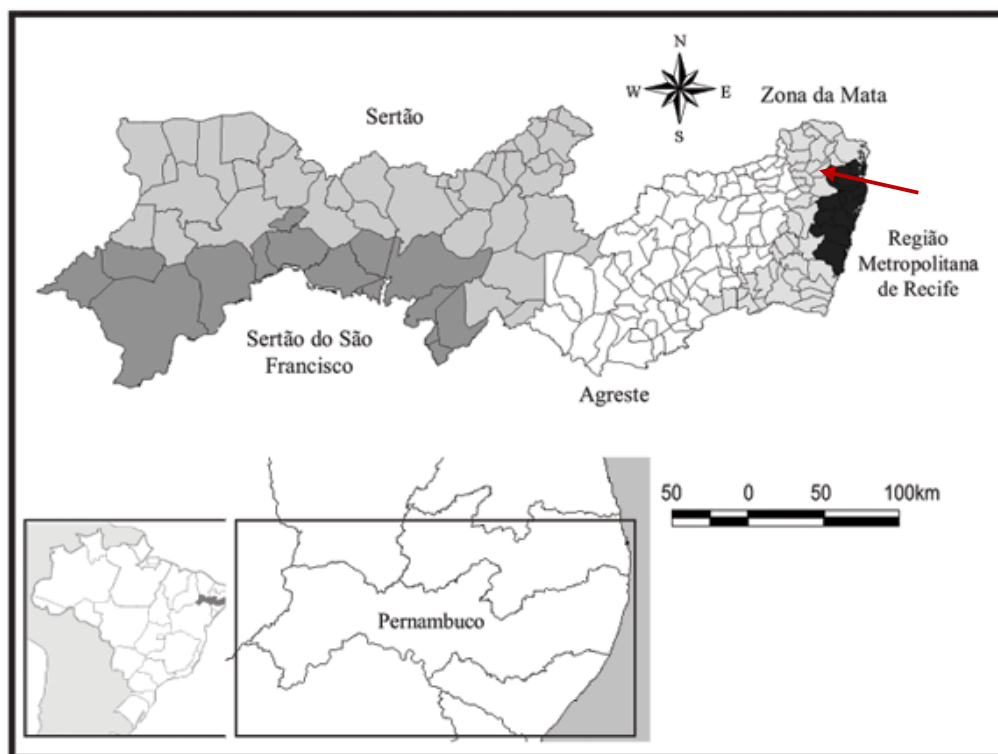 N
W
E
S
Zona da Mata
Sertão
Região
Metropolitana
de Recife
Sertão do São
Francisco
Agreste
50
0
50
100km
Pernambuco